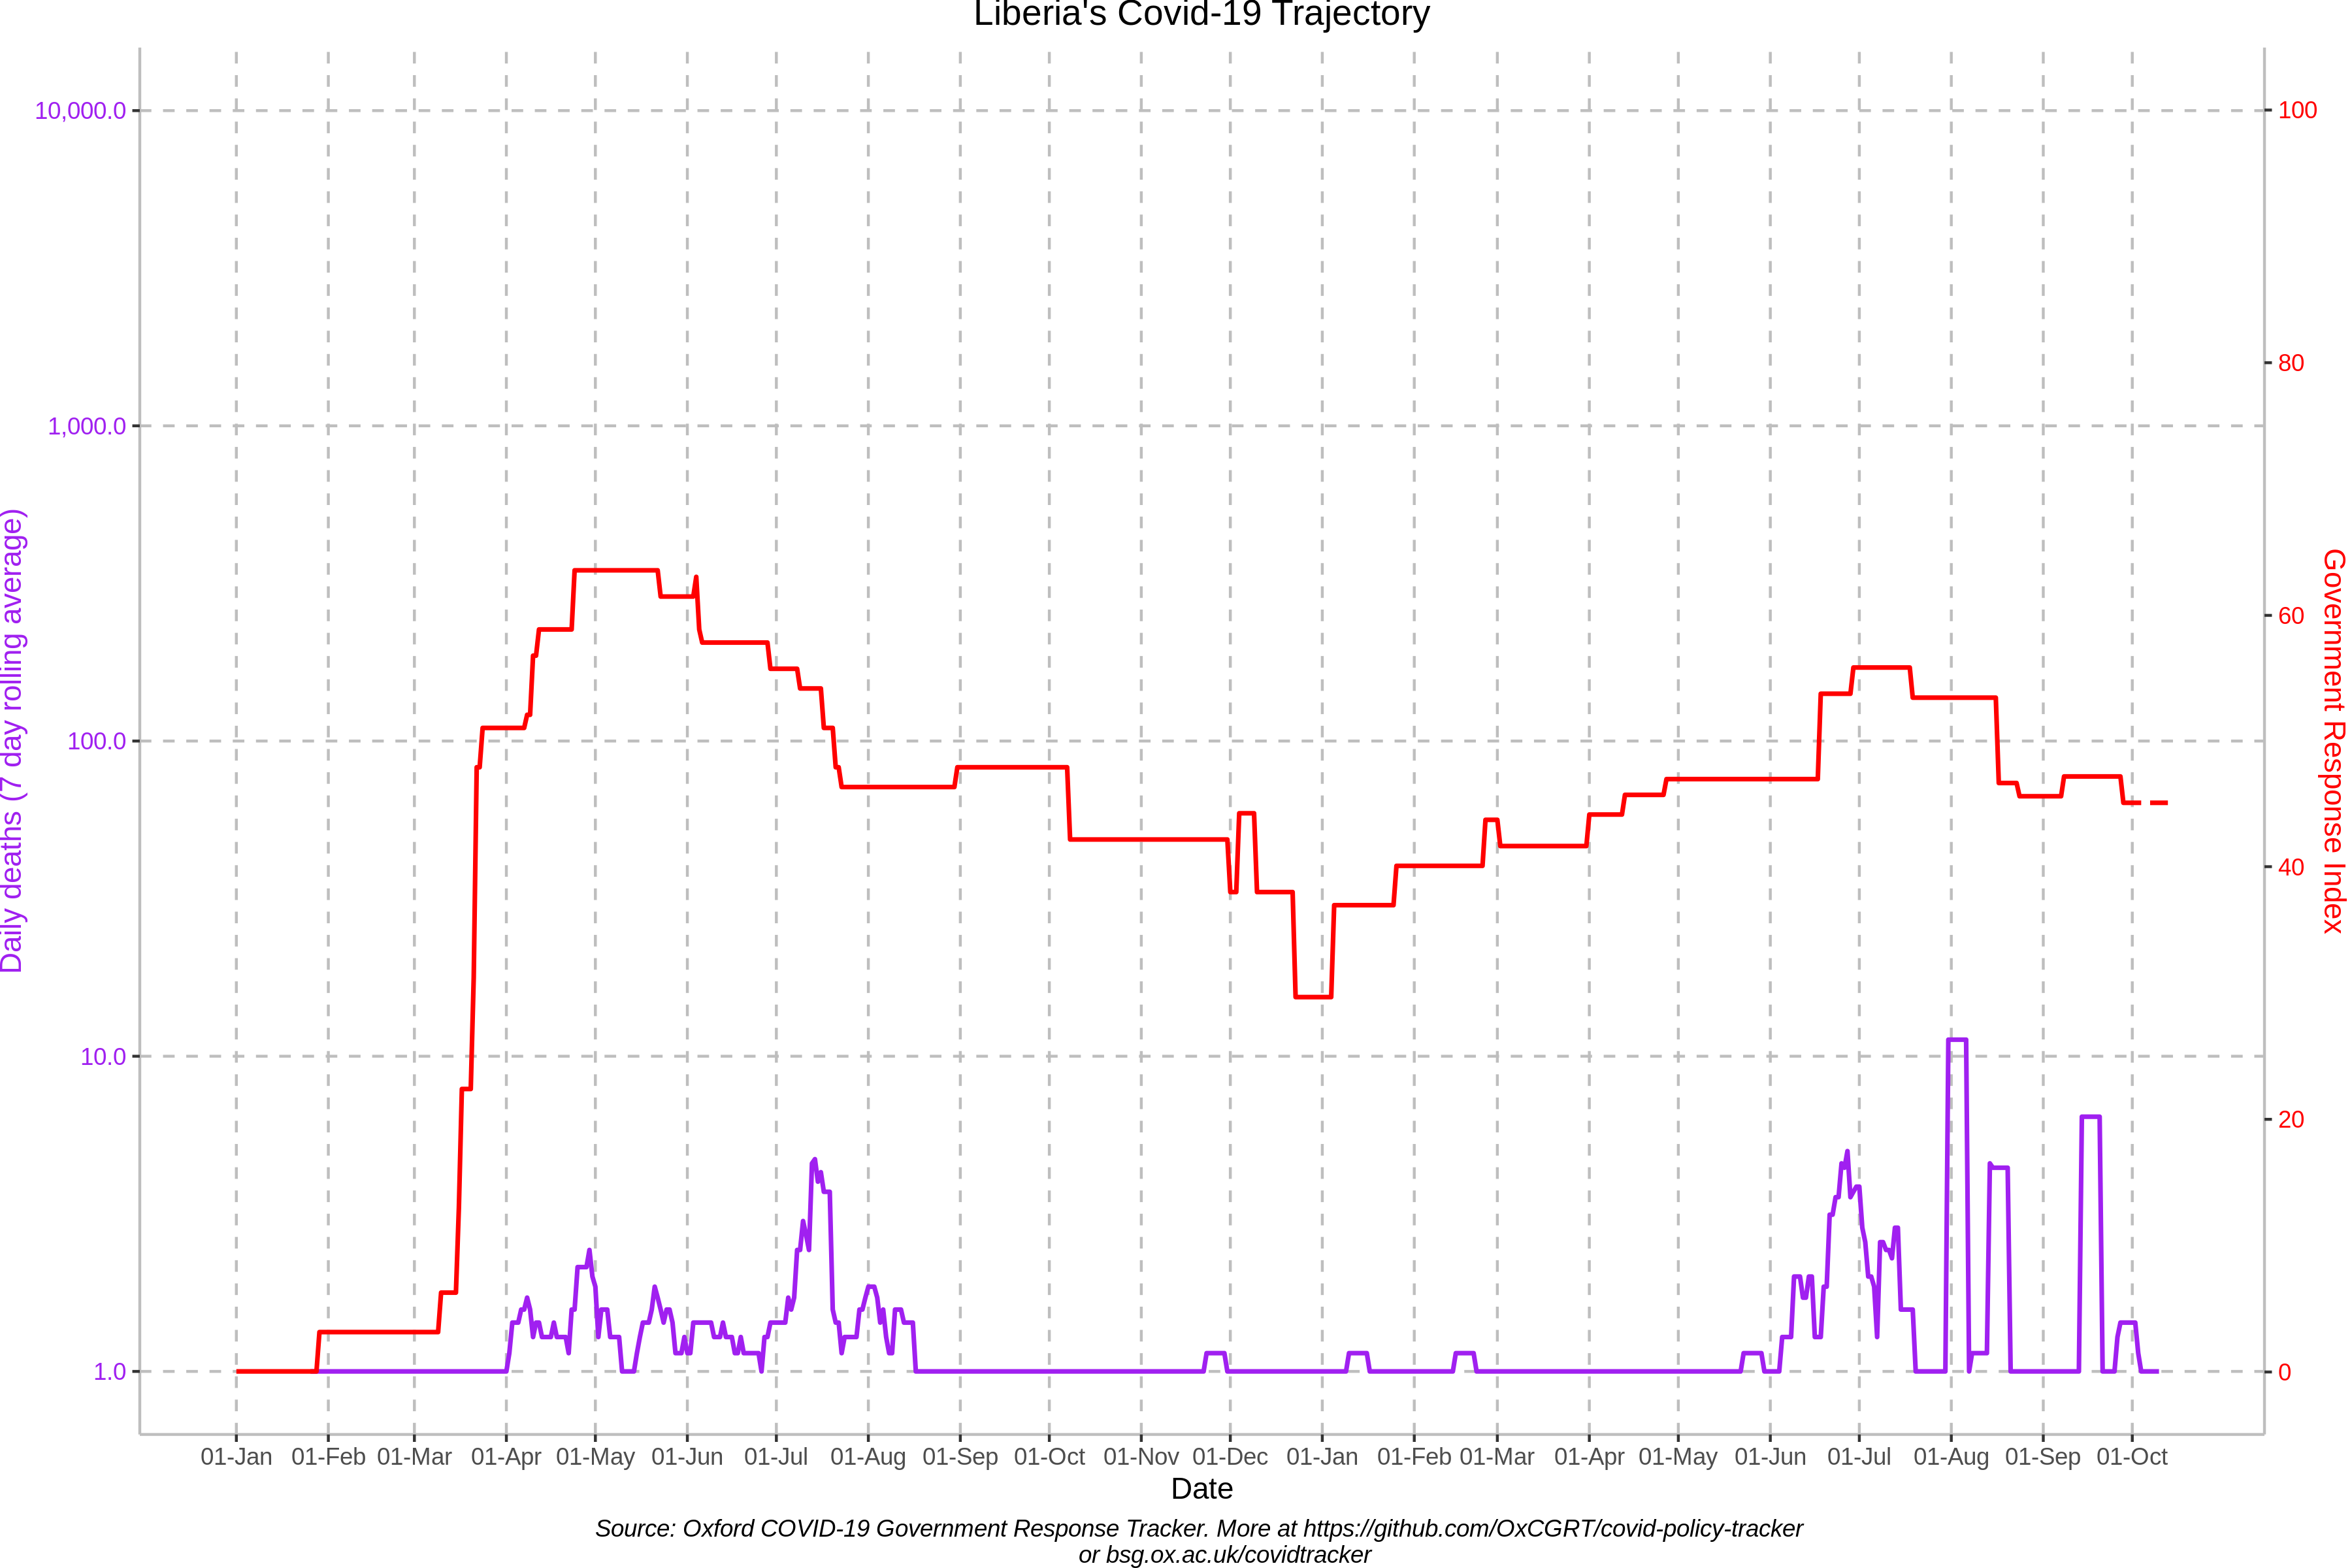 Liberia's Covid-19 Trajectory
10,000.0
1,000.0
100.0
10.0
1.0
Daily deaths (7 day rolling average)
100
80
60
40
20
0
Government Response Index
01-Jan 01-Feb 01-Mar 01-Apr 01-May 01-Jun 01-Jul 01-Aug 01-Sep 01-Oct 01-Nov 01-Dec 01-Jan 01-Feb 01-Mar 01-Apr 01-May 01-Jun 01-Jul 01-Aug 01-Sep 01-Oct
Date
Source: Oxford COVID-19 Government Response Tracker. More at https://github.com/OxCGRT/covid-policy-tracker
or bsg.ox.ac.uk/covidtracker